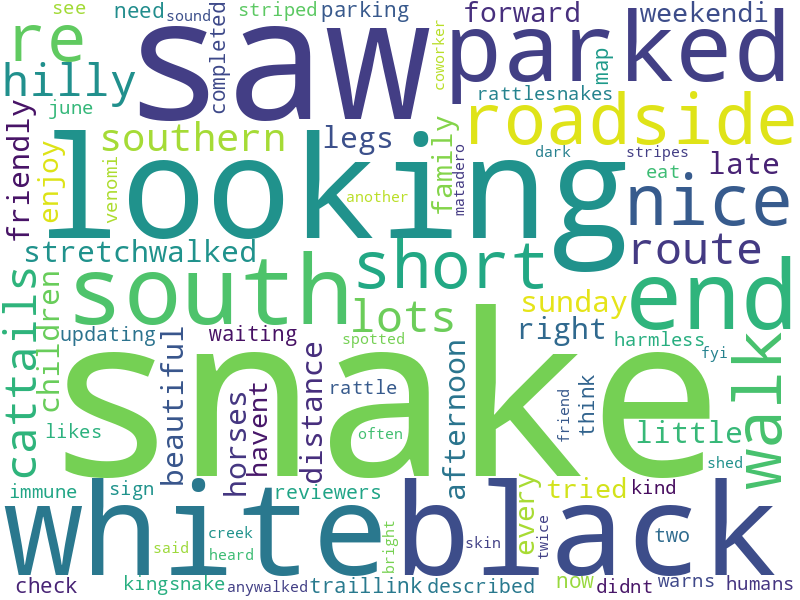 see need sound striped parking forward weekendi
re saw completed coworker parked map
hilly rattlesnakes
june friendly southern legs family roadside
enjoy venomi looking matadero dark stripes late
another eat nice
stretchwalked short route
cattails children south lots sunday end
updating waiting spotted right harmless fyi
beautiful horses havent distance rattle afternoon friend think walk
likes snake often little shed
immune sign reviewers every tried kind
whiteblack
said creek heard bright skin twice two
check kingsnake anywalked traillink described now didnt warns humans